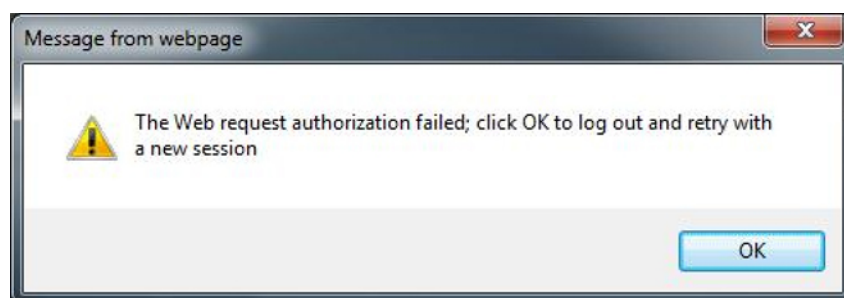 Message from webpage
The Web request authorization failed; click OK to log out and retry with
a new session
OK